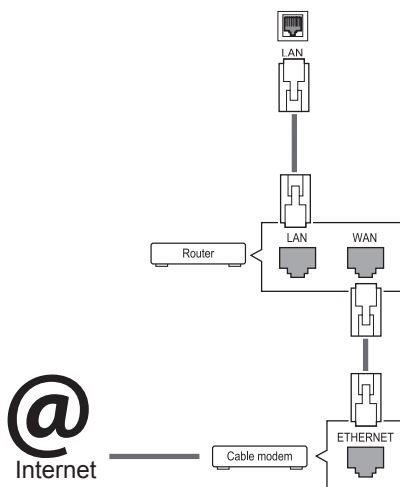 LAN
LAN WAN
Router
ETHERNET
@
Internet
Cable modem